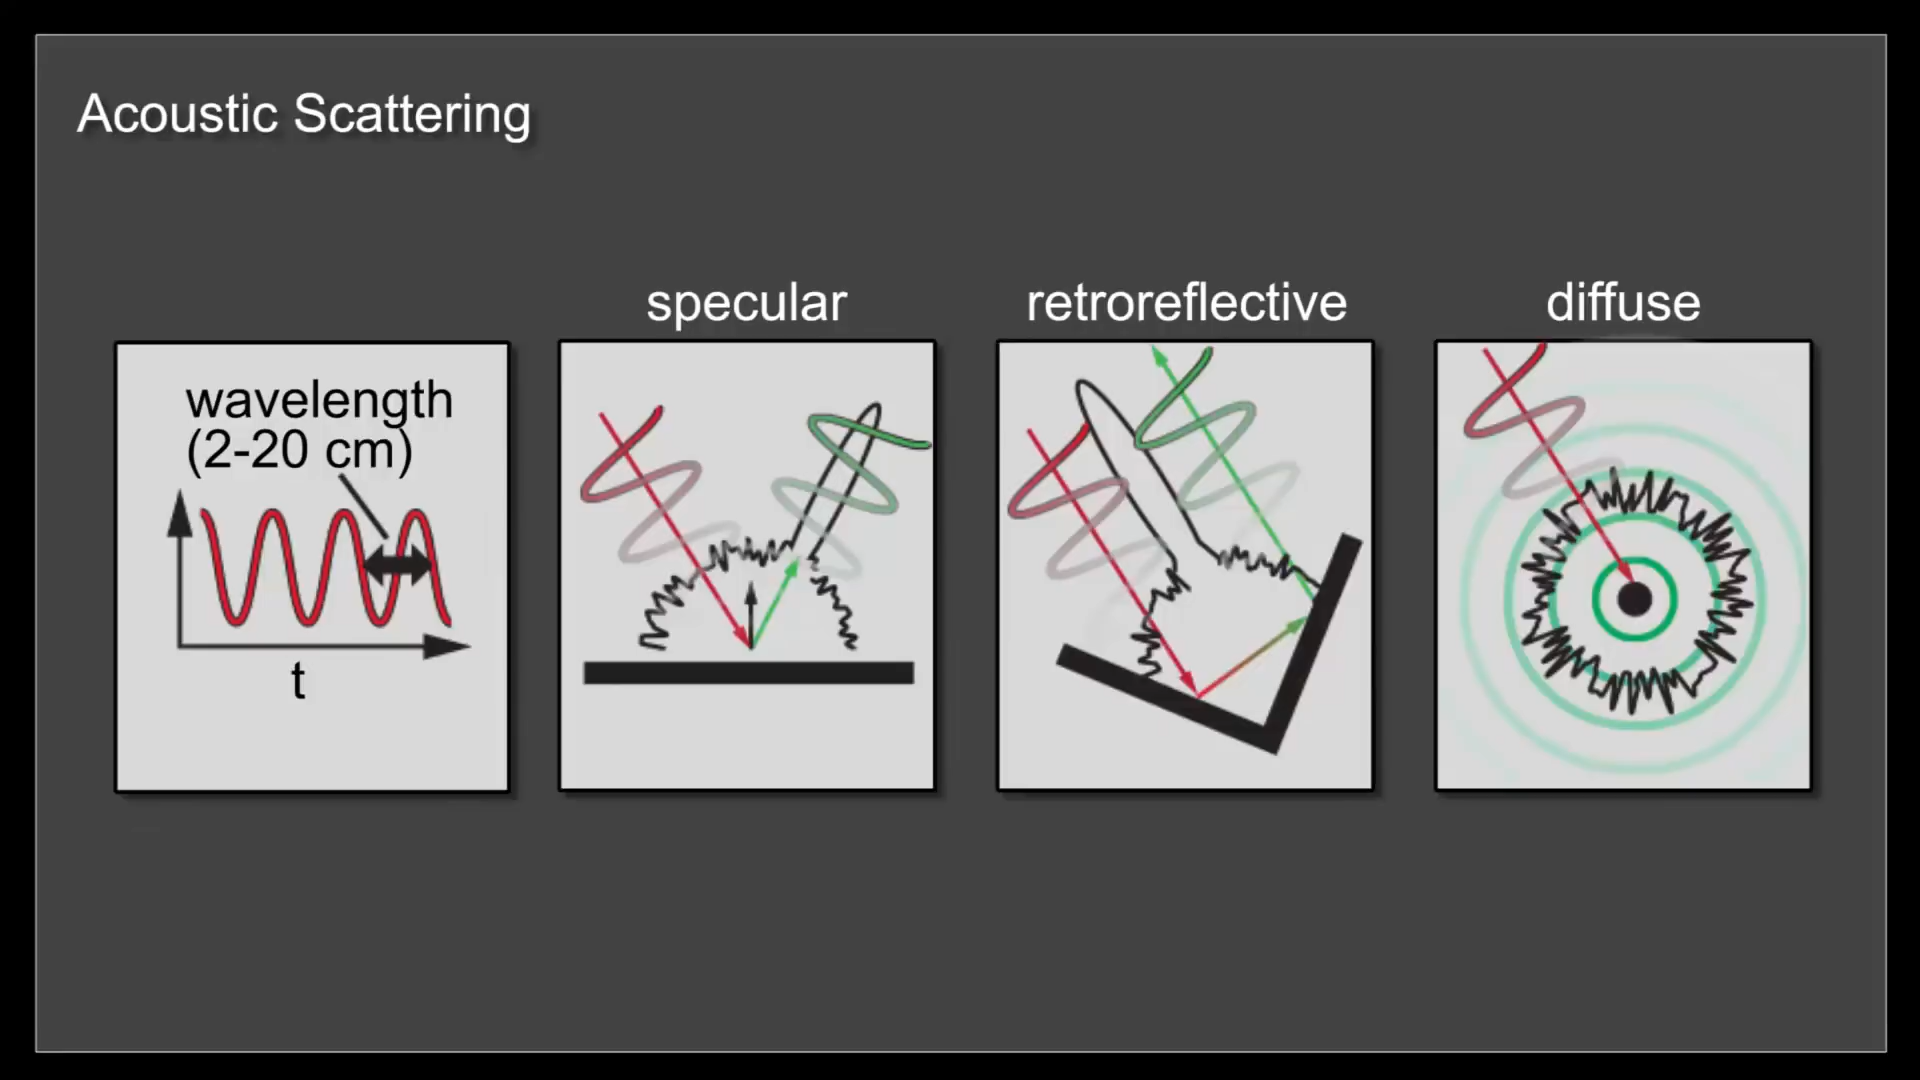 Acoustic Scattering
specular
retroreflective
diffuse
wavelength
(2-20 cm)
t